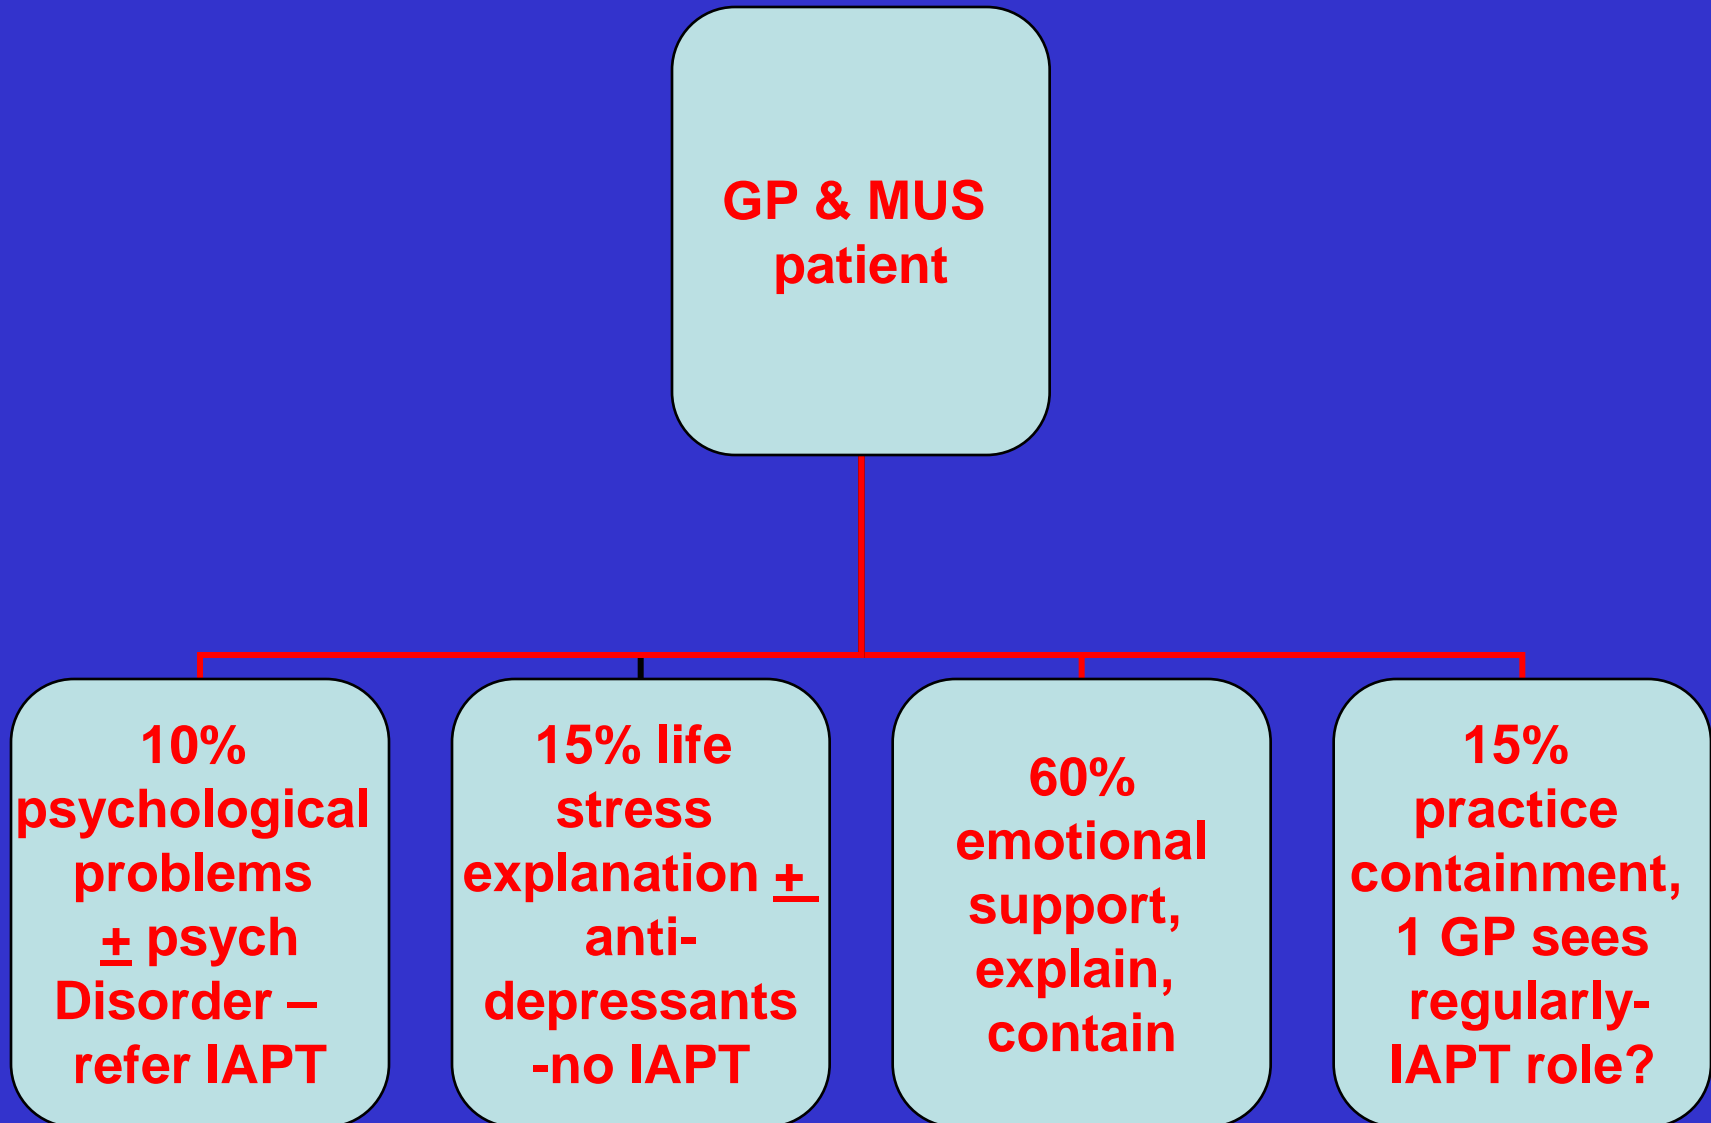 GP & MUS
patient
10%
psychological
problems
± psych
Disorder –
refer IAPT
15% life
stress
explanation ±
anti-
depressants
-no IAPT
60%
emotional
support,
explain,
contain
15%
practice
containment,
1 GP sees
regularly-
IAPT role?